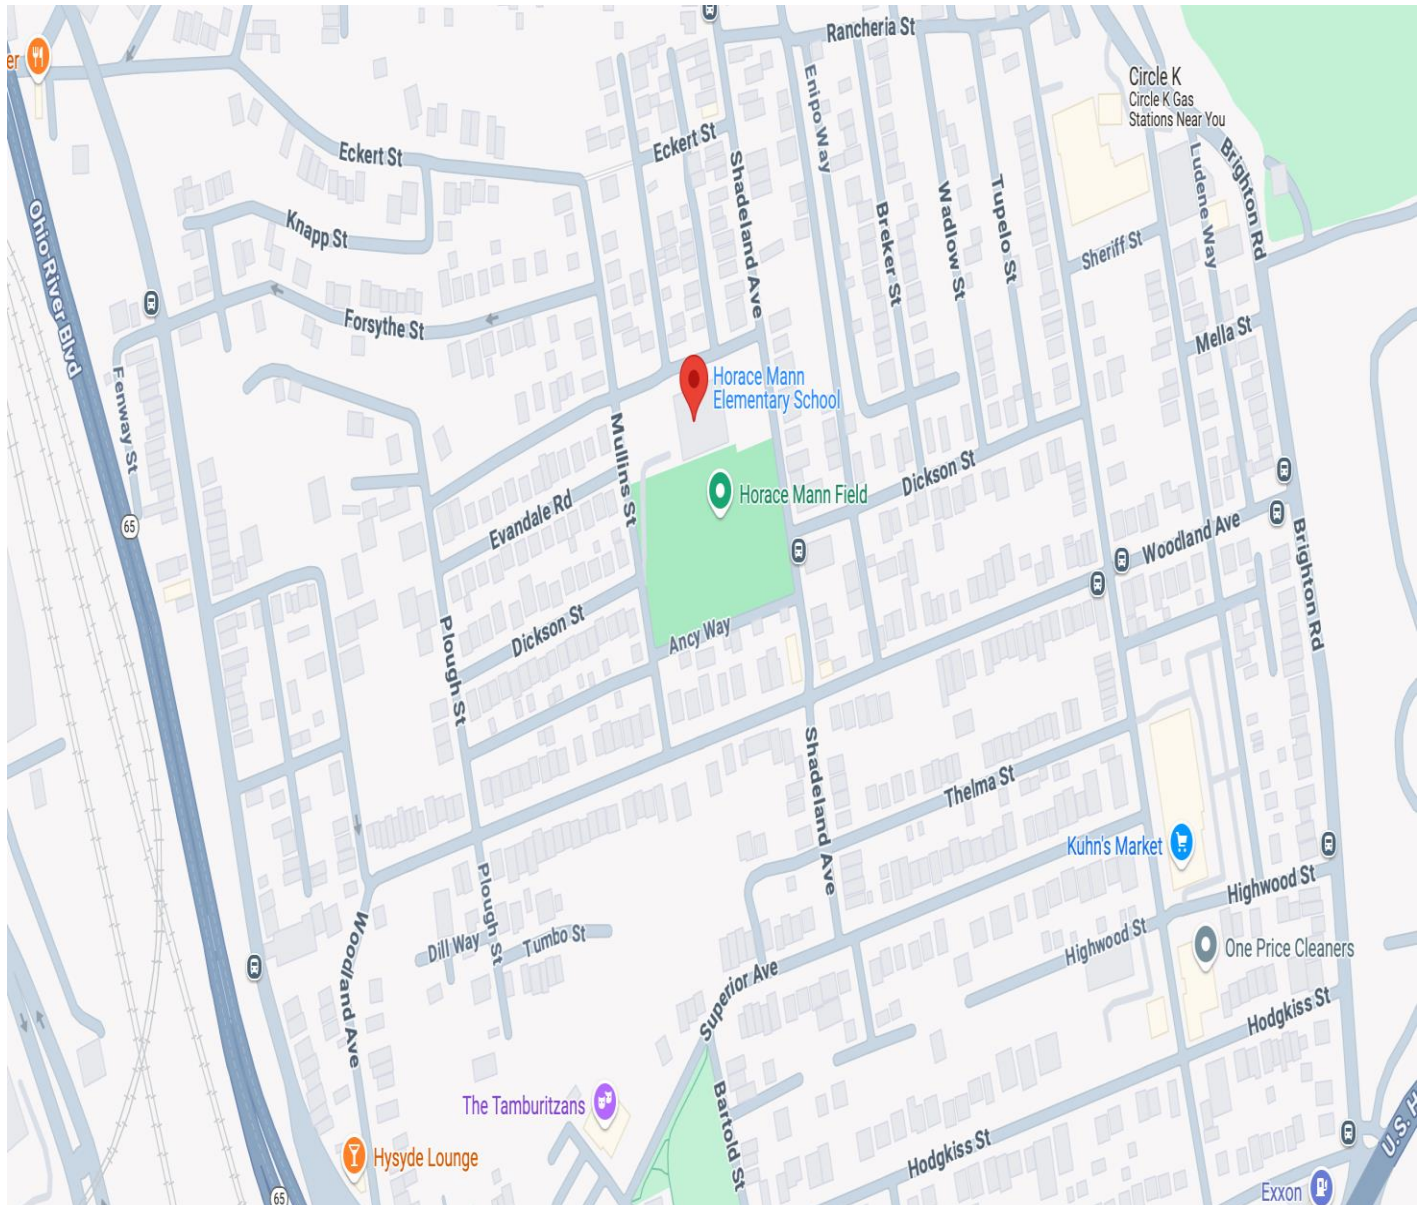 er
Rancheria St
Circle K
Circle K Gas
Stations Near You
Eckert St
Eckert St
Enipo Way
Shadeland Ave
Ludene Way
Brighton Rd
Knapp St
Breker St
Wadlow St
Tupelo St
Sheriff St
Ohio River Blvd
Forsythe St
Mella St
Fenway St
Horace Mann
Elementary School
Mullins St
Dickson St
Horace Mann Field
Evandale Rd
65
Woodland Ave
Brighton Rd
Dickson St
Ancy Way
Plough St
Shadeland Ave
Thelma St
Kuhn's Market
Plough St
Highwood St
Woodland Ave
Dill Way
Tumbo St
Highwood St
One Price Cleaners
Superior Ave
Hodgkiss St
The Tamburitzans
Bartold St
U.S. H
Hysyde Lounge
Hodgkiss St
Exxon
65